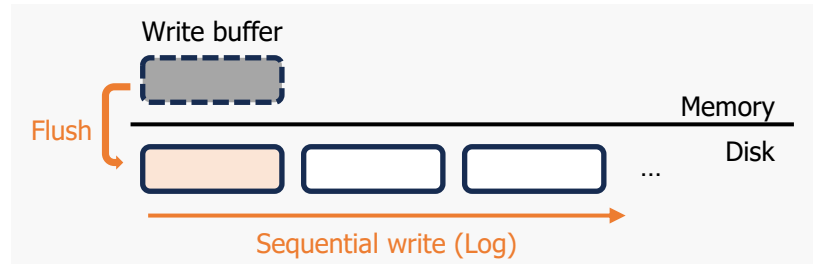 Write buffer
Memory
Flush
Disk
...
Sequential write (Log)